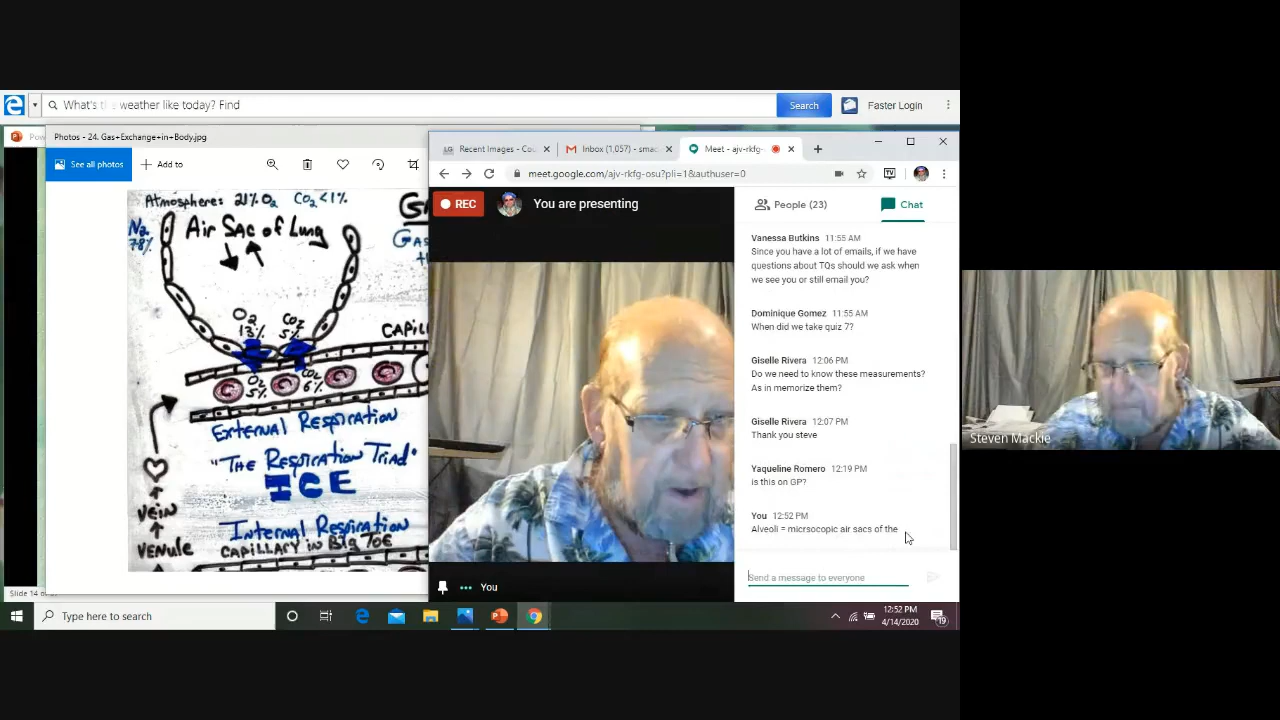 What's the weather like today? Find
Search
Faster Login
Photos - 24. Gas+Exchange+in+Body.jpg
See all photos
Add to
Atmosphere: 21% O2 CO2 <1%
N2
78%
Air Sac of Lung
O2
13%
CO2
5%
CAPILL
O2
5%
CO2
6%
External Respiration
"The Respiration Triad"
ICE
Internal Respiration
CAPILLARY in Big Toe
VEIN
VENULE
Slide 14 of
Recent Images - Co
Inbox (1,057) - smac
Meet - ajv-rkfg-
meet.google.com/ajv-rkfg-osu?pli=1&authuser=0
REC
You are presenting
People (23)
Chat
Vanessa Butkins 11:55 AM
Since you have a lot of emails, if we have
questions about TQs should we ask when
we see you or still email you?
Dominique Gomez 11:55 AM
When did we take quiz 7?
Giselle Rivera 12:06 PM
Do we need to know these measurements?
As in memorize them?
Giselle Rivera 12:07 PM
Thank you steve
Yaqueline Romero 12:19 PM
is this on GP?
You 12:52 PM
Alveoli = micrsocopic air sacs of the
Send a message to everyone
You
Steven Mackie
Type here to search
12:52 PM
4/14/2020
19